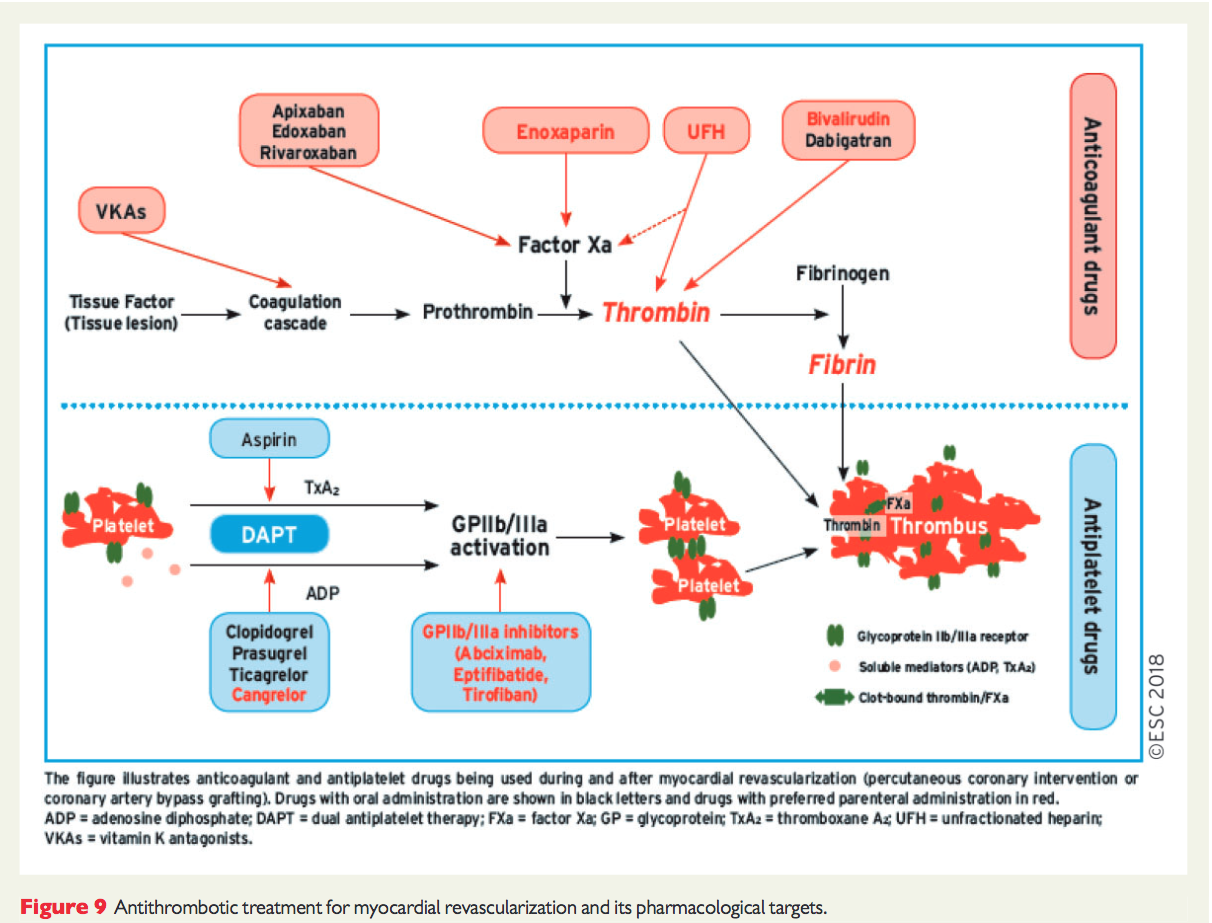 Apixaban
Edoxaban
Rivaroxaban
Enoxaparin
UFH
Bivalirudin
Dabigatran
Anticoagulant drugs
VKAs
Factor Xa
Fibrinogen
Tissue Factor
(Tissue lesion)
Coagulation
cascade
Prothrombin
Thrombin
Fibrin
Aspirin
TxA₂
Platelet
DAPT
GPIIb/IIIa
activation
ADP
Clopidogrel
Prasugrel
Ticagrelor
Cangrelor
GPIIb/IIIa inhibitors
(Abciximab,
Eptifibatide,
Tirofiban)
Platelet
Platelet
FXa
Thrombin
Thrombus
Antiplatelet drugs
Glycoprotein IIb/IIIa receptor
Soluble mediators (ADP, TxA₂)
Clot-bound thrombin/FXa
©ESC 2018
The figure illustrates anticoagulant and antiplatelet drugs being used during and after myocardial revascularization (percutaneous coronary intervention or
coronary artery bypass grafting). Drugs with oral administration are shown in black letters and drugs with preferred parenteral administration in red.
ADP = adenosine diphosphate; DAPT = dual antiplatelet therapy; FXa = factor Xa; GP = glycoprotein; TxA₂ = thromboxane A₂; UFH = unfractionated heparin;
VKAs = vitamin K antagonists.
Figure 9 Antithrombotic treatment for myocardial revascularization and its pharmacological targets.